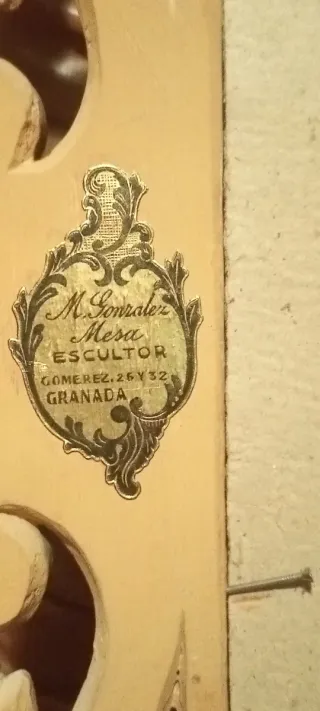 M. Gonzalez
Mesa
ESCULTOR
GOMEREZ, 26 Y 32
GRANADA